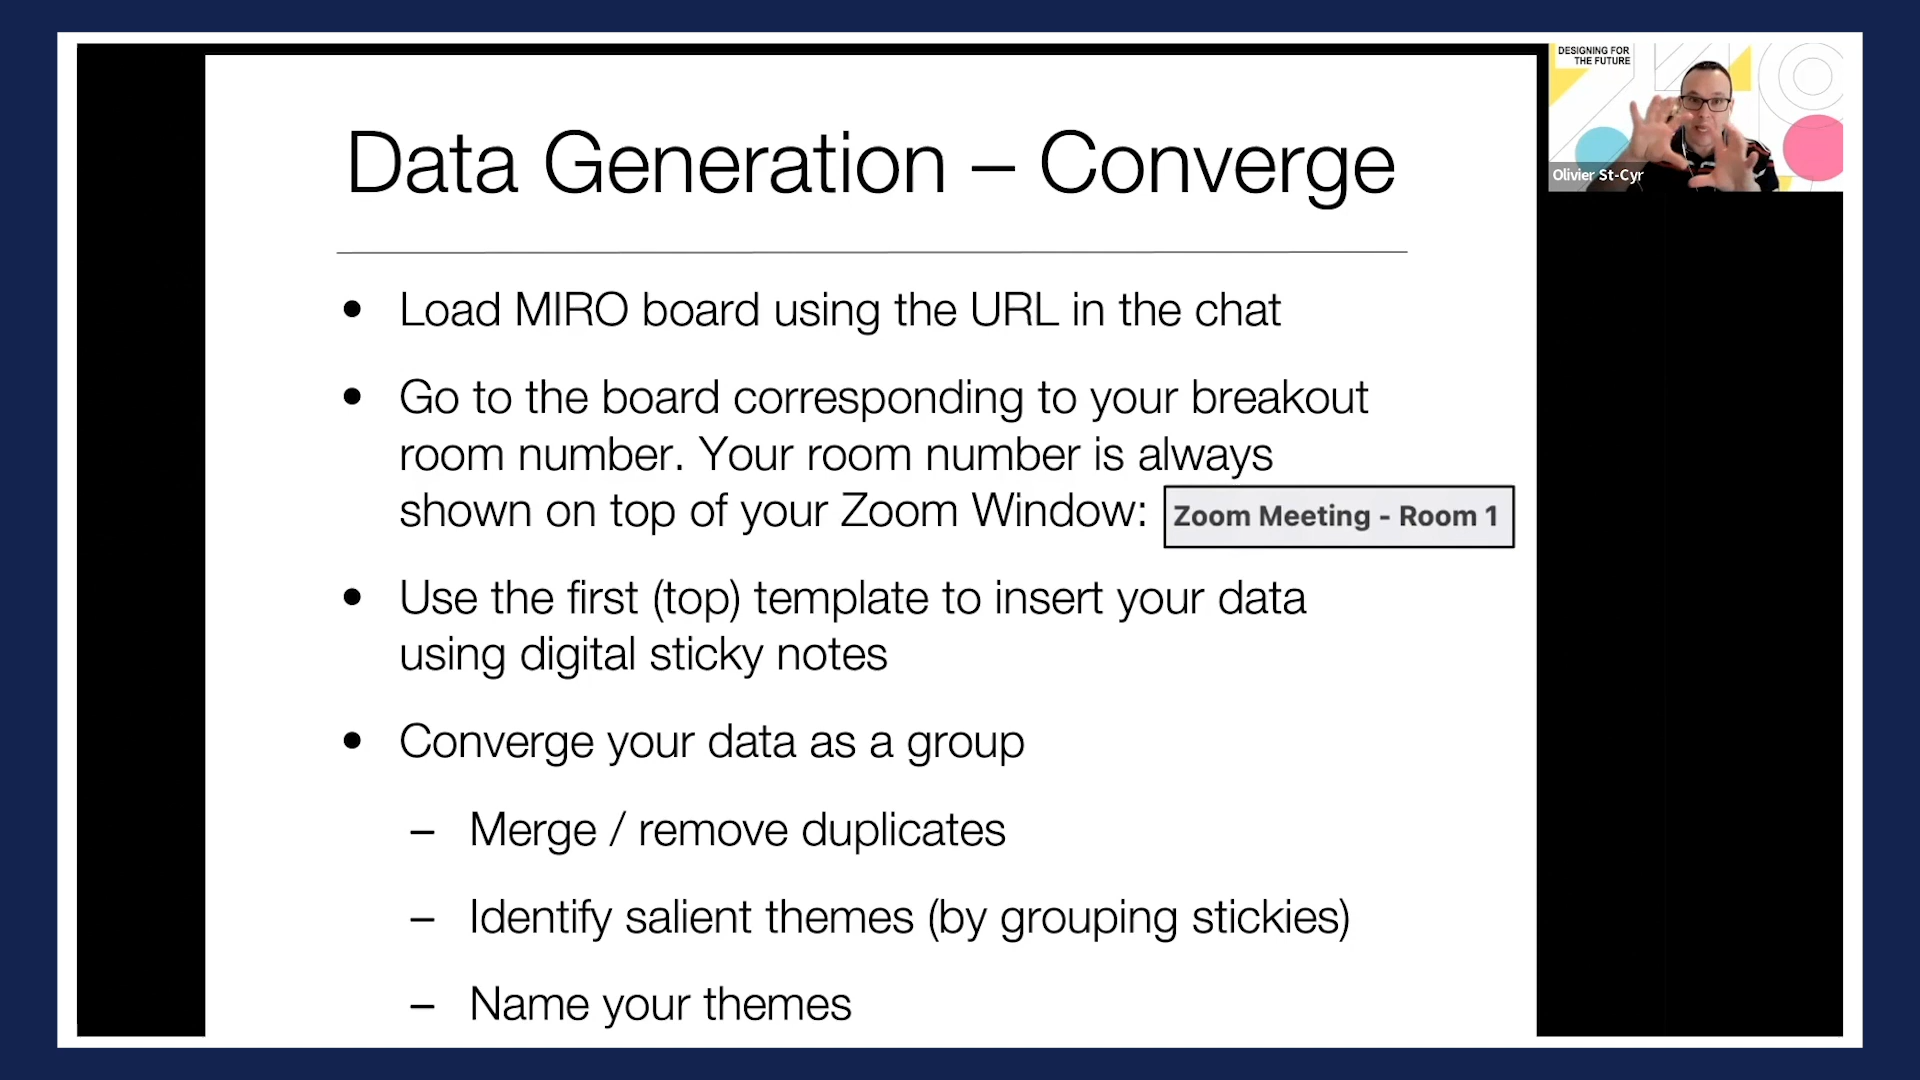 Data Generation – Converge
• Load MIRO board using the URL in the chat
• Go to the board corresponding to your breakout
room number. Your room number is always
shown on top of your Zoom Window:
Zoom Meeting - Room 1
• Use the first (top) template to insert your data
using digital sticky notes
• Converge your data as a group
– Merge / remove duplicates
– Identify salient themes (by grouping stickies)
– Name your themes
DESIGNING FOR
THE FUTURE
Olivier St-Cyr